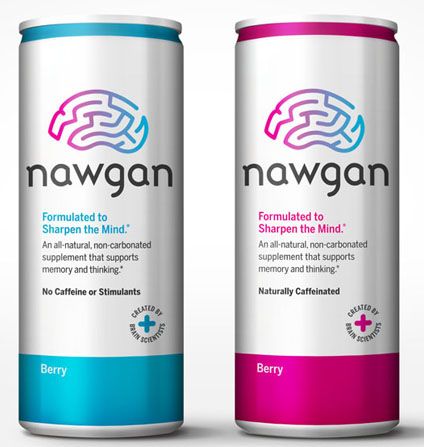 nawgan
Formulated to
Sharpen the Mind.*
An all-natural, non-carbonated
supplement that supports
memory and thinking.*
No Caffeine or Stimulants
CREATED BY
BRAIN SCIENTISTS
Berry
nawgan
Formulated to
Sharpen the Mind.*
An all-natural, non-carbonated
supplement that supports
memory and thinking.*
Naturally Caffeinated
CREATED BY
BRAIN SCIENTISTS
Berry